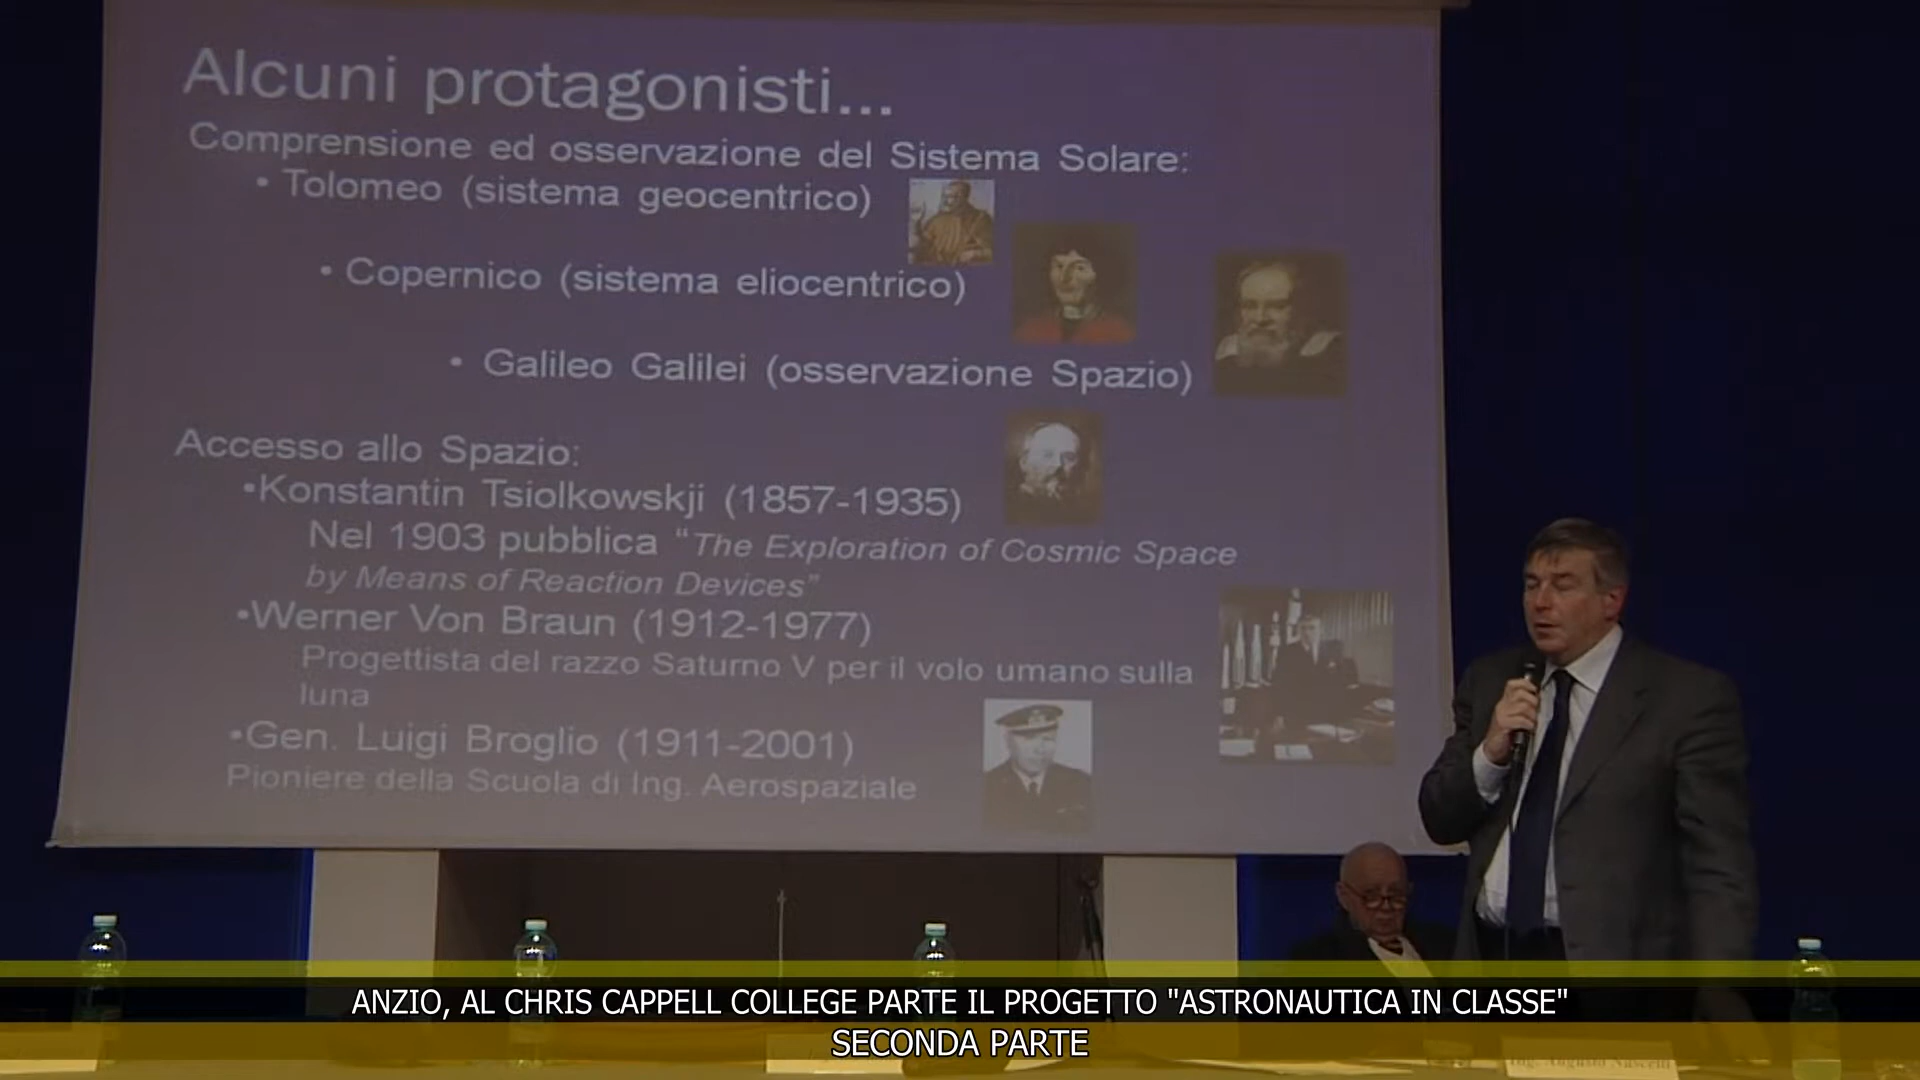 Alcuni protagonisti...
Comprensione ed osservazione del Sistema Solare:
• Tolomeo (sistema geocentrico)
• Copernico (sistema eliocentrico)
• Galileo Galilei (osservazione Spazio)
Accesso allo Spazio:
•Konstantin Tsiolkowskji (1857-1935)
Nel 1903 pubblica “The Exploration of Cosmic Space
by Means of Reaction Devices”
•Werner Von Braun (1912-1977)
Progettista del razzo Saturno V per il volo umano sulla
luna
•Gen. Luigi Broglio (1911-2001)
Pioniere della Scuola di Ing. Aerospaziale
ANZIO, AL CHRIS CAPPELL COLLEGE PARTE IL PROGETTO "ASTRONAUTICA IN CLASSE"
SECONDA PARTE